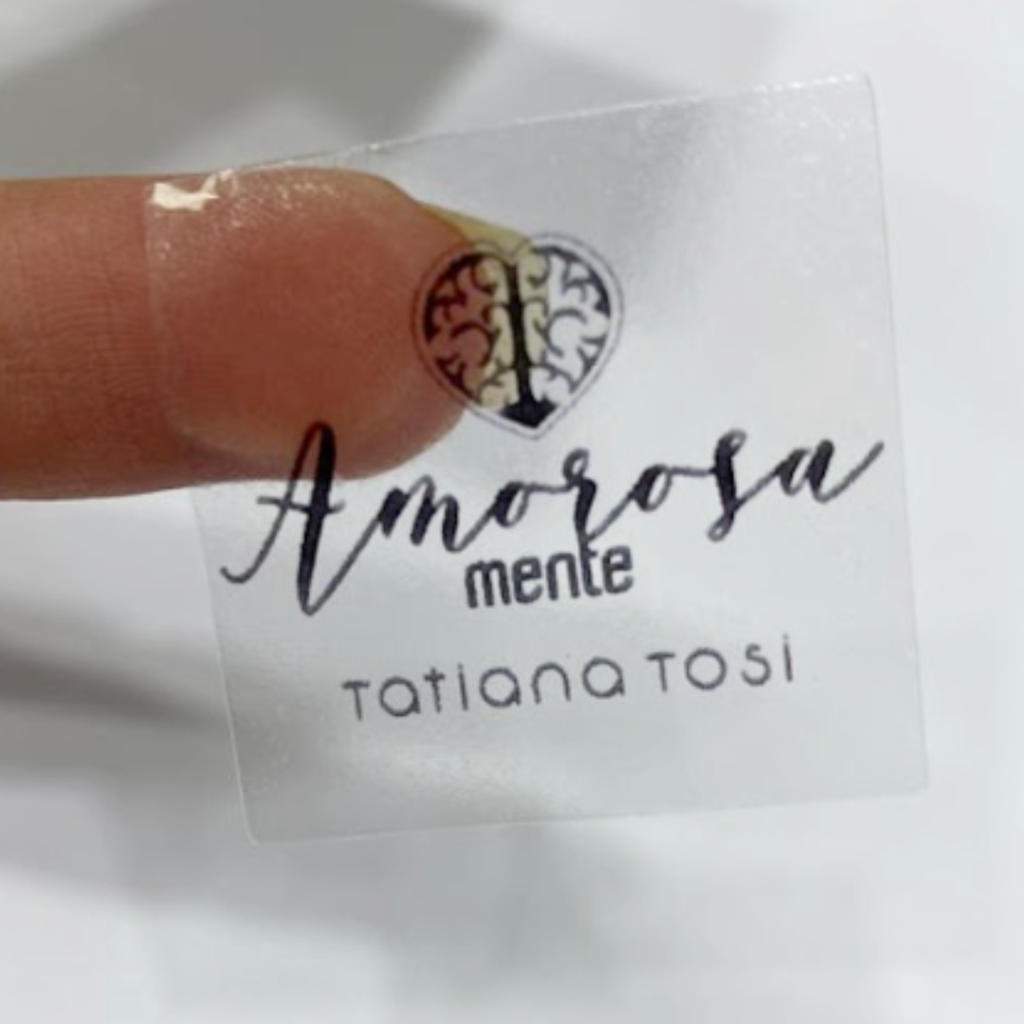 Amorosa
mente
Tatiana Tosi